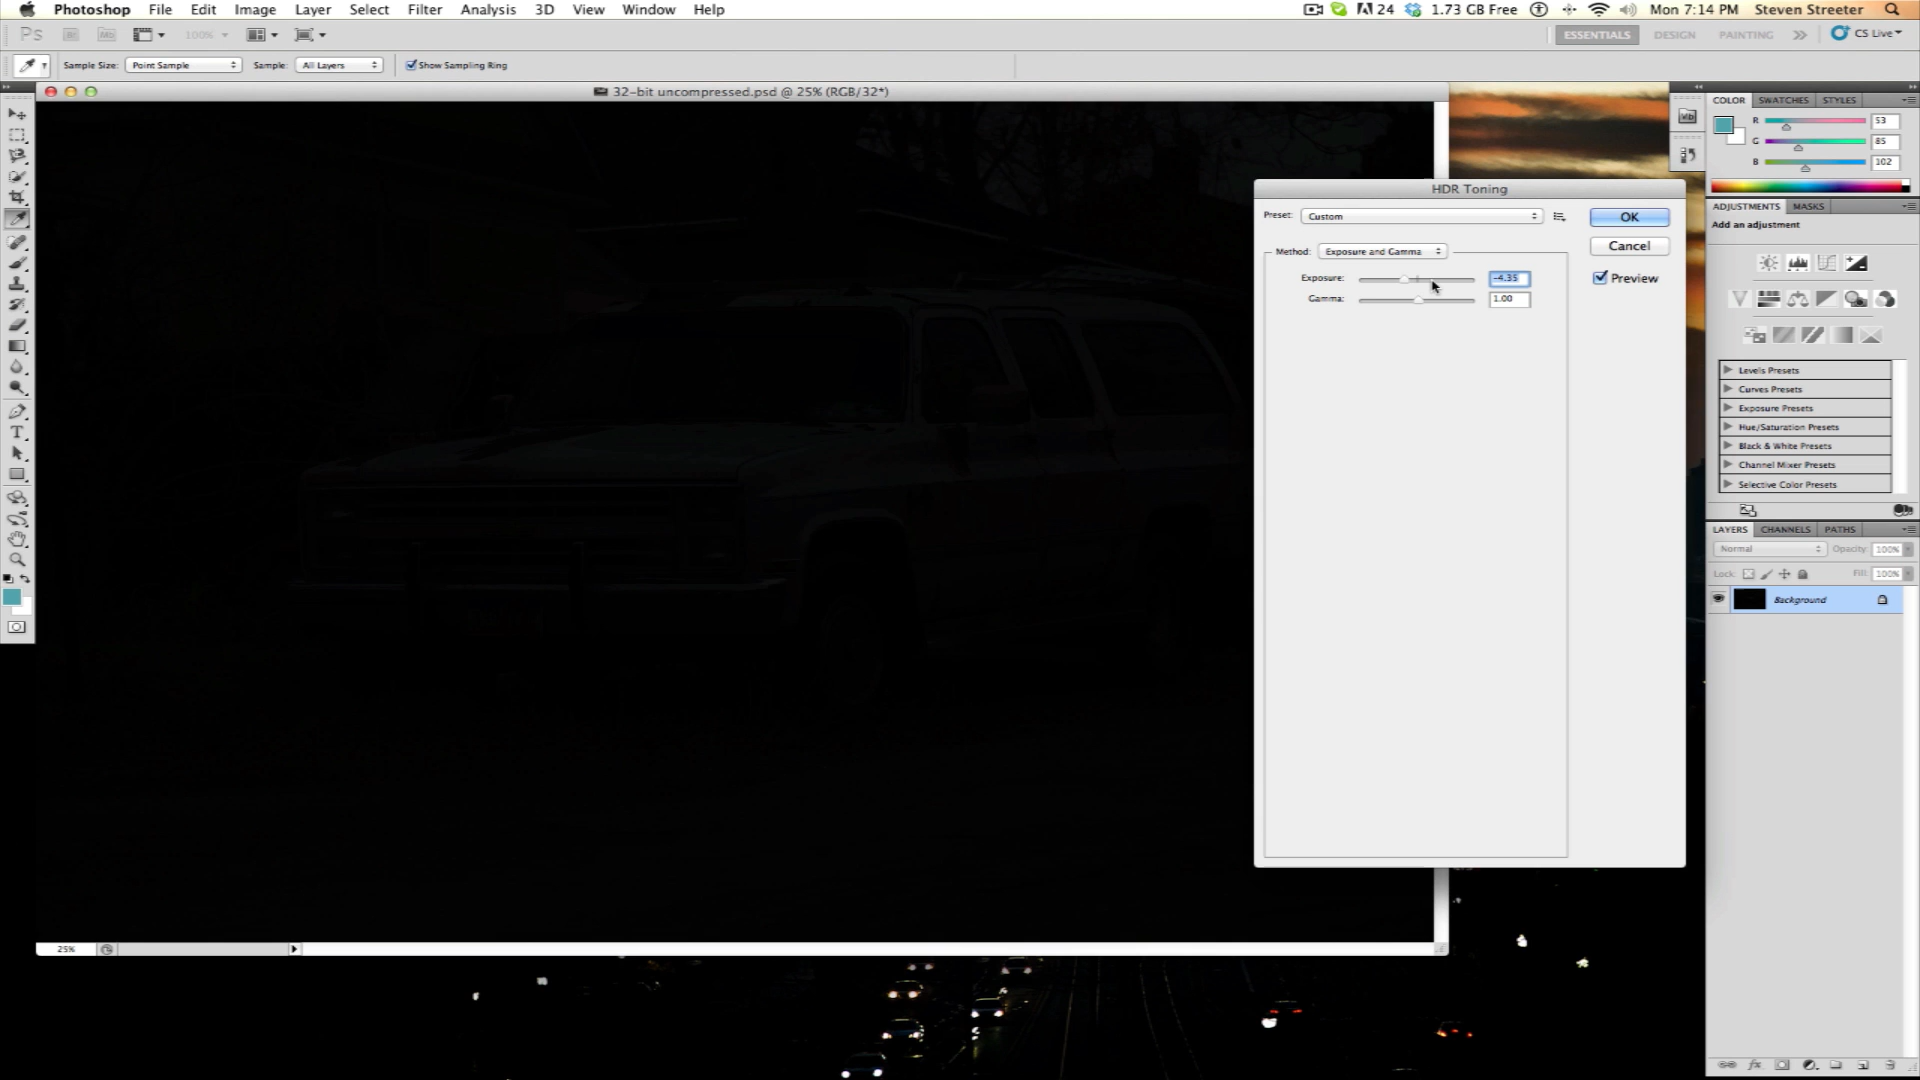 Photoshop File Edit Image Layer Select Filter Analysis 3D View Window Help 24 1.73 GB Free Mon 7:14 PM Steven Streeter
Ps Br Mb 100% ESSENTIALS DESIGN PAINTING CS Live
Sample Size: Point Sample Sample: All Layers Show Sampling Ring
32-bit uncompressed.psd @ 25% (RGB/32*)
COLOR SWATCHES STYLES
R 53
G 85
B 102
HDR Toning
Preset: Custom OK
Cancel
Method: Exposure and Gamma
Exposure: -4.35 Preview
Gamma: 1.00
ADJUSTMENTS MASKS
Add an adjustment
Levels Presets
Curves Presets
Exposure Presets
Hue/Saturation Presets
Black & White Presets
Channel Mixer Presets
Selective Color Presets
LAYERS CHANNELS PATHS
Normal Opacity: 100%
Lock: Fill: 100%
Background
25%